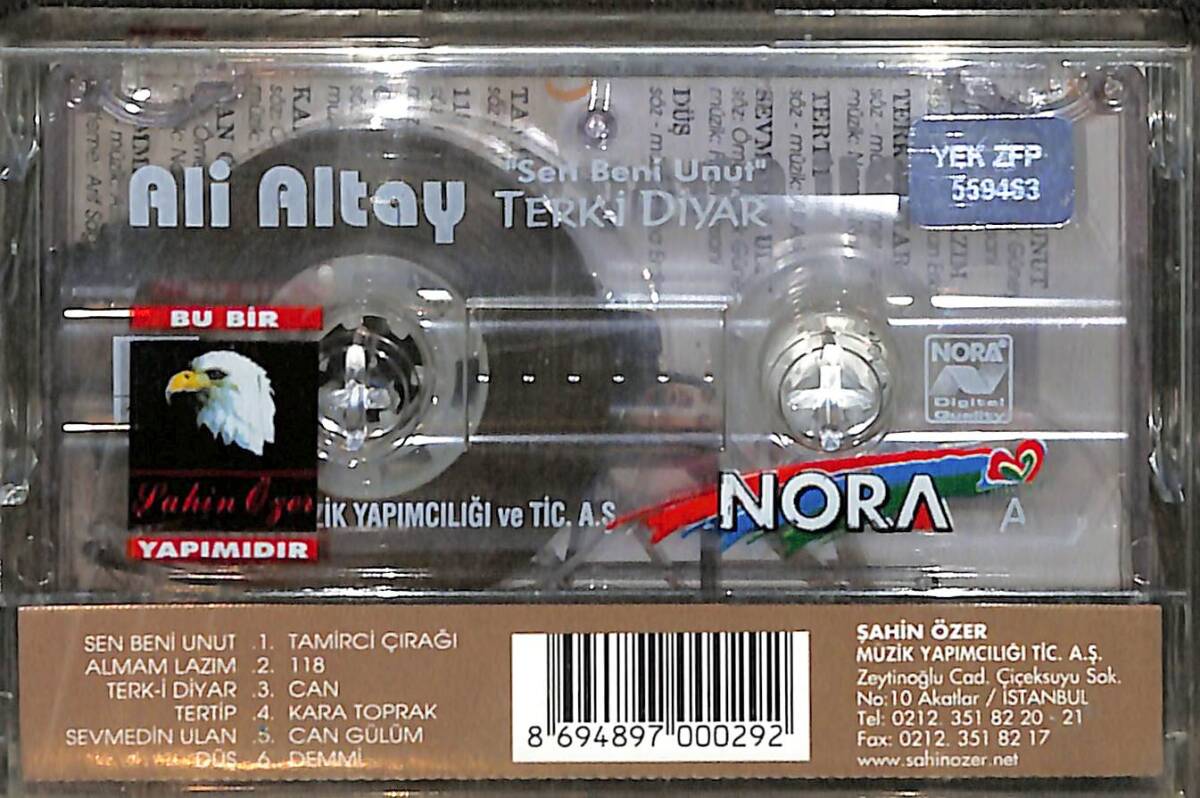 Ali Altay
"Sen Beni Unut"
TERK-İ DİYAR
YEK ZFP
559463
BU BİR
Şahin Özer
YAPIMIDIR
ZİK YAPIMCILIĞI ve TİC. A.Ş
NORA
Digital
Quality
NORA
A
SEN BENİ UNUT .1. TAMİRCİ ÇIRAĞI
ALMAM LAZIM .2. 118
TERK-İ DİYAR .3. CAN
TERTİP .4. KARA TOPRAK
SEVMEDİN ULAN .5. CAN GÜLÜM
DÜŞ .6. DEMMİ
8 694897 000292
ŞAHİN ÖZER
MÜZİK YAPIMCILIĞI TİC. A.Ş.
Zeytinoğlu Cad. Çiçeksuyu Sok.
No:10 Akatlar / İSTANBUL
Tel: 0212. 351 82 20 - 21
Fax: 0212. 351 82 17
www.sahinozer.net